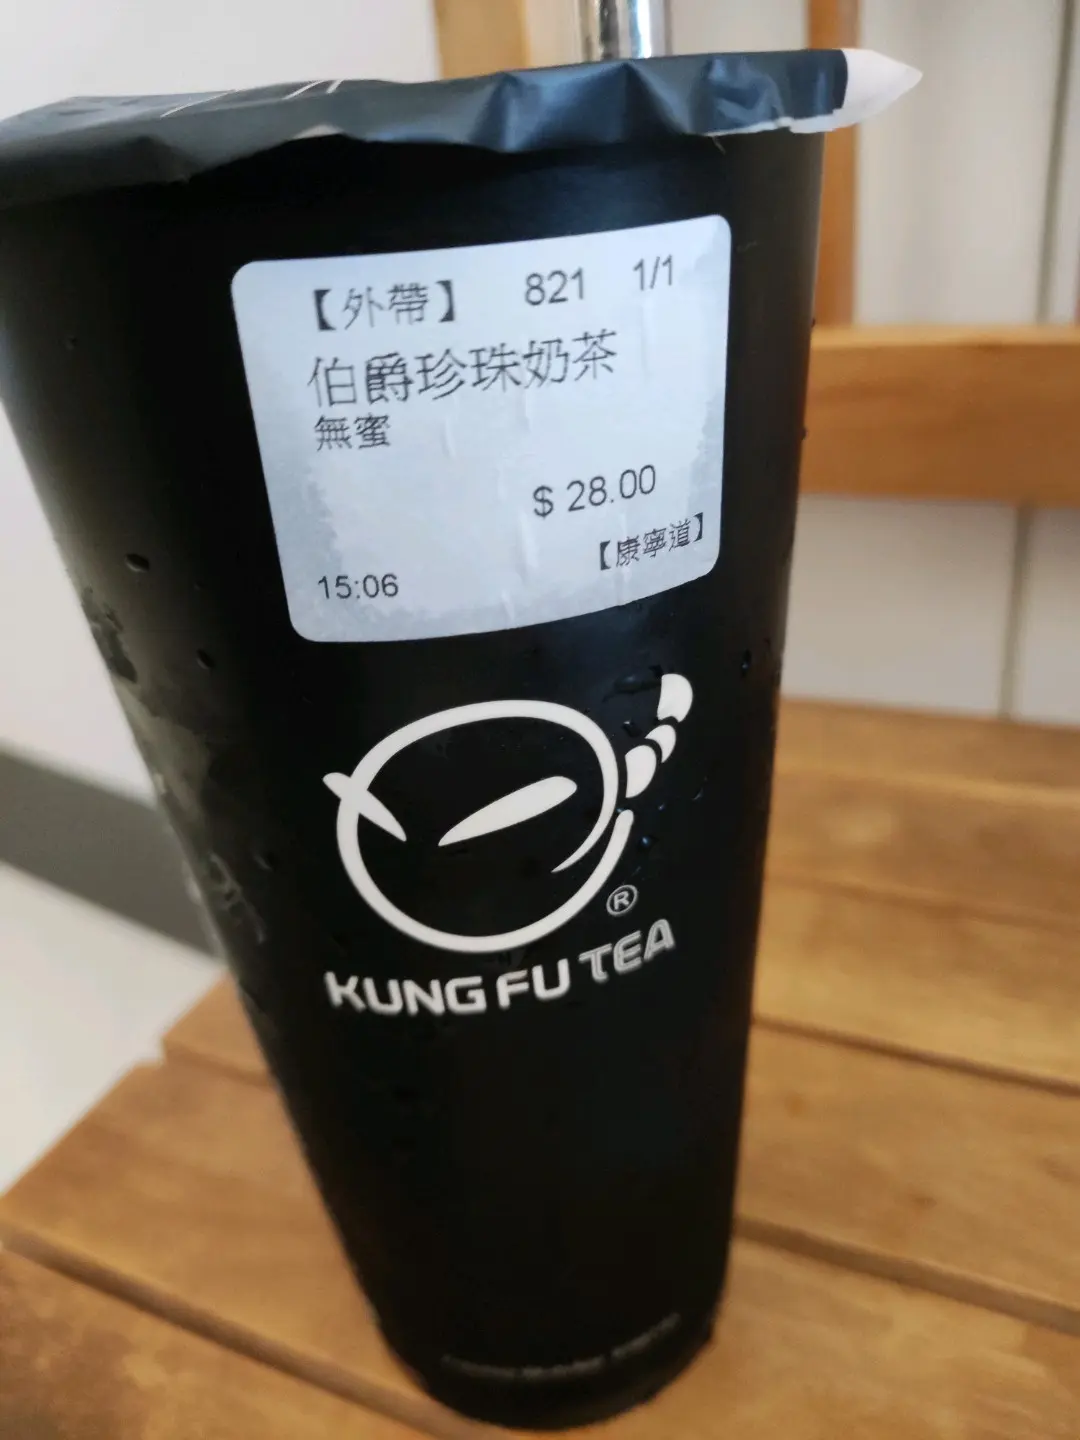 【外帶】 821 1/1
伯爵珍珠奶茶
無蜜
$ 28.00
【康寧道】
15:06
®
KUNG FU TEA